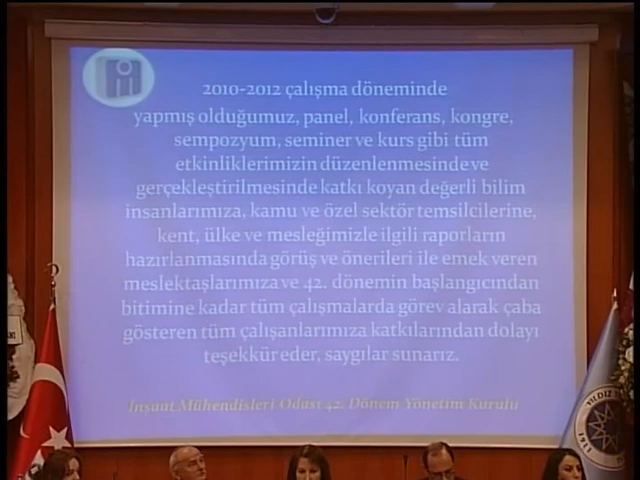 2010-2012 çalışma döneminde
yapmış olduğumuz, panel, konferans, kongre,
sempozyum, seminer ve kurs gibi tüm
etkinliklerimizin düzenlenmesinde ve
gerçekleştirilmesinde katkı koyan değerli bilim
insanlarımıza, kamu ve özel sektör temsilcilerine,
kent, ülke ve mesleğimizle ilgili raporların
hazırlanmasında görüş ve önerileri ile emek veren
meslektaşlarımıza ve 42. dönemin başlangıcından
bitimine kadar tüm çalışmalarda görev alarak çaba
gösteren tüm çalışanlarımıza katkılarından dolayı
teşekkür eder, saygılar sunarız.
İnşaat Mühendisleri Odası 42. Dönem Yönetim Kurulu
YILDIZ
1911